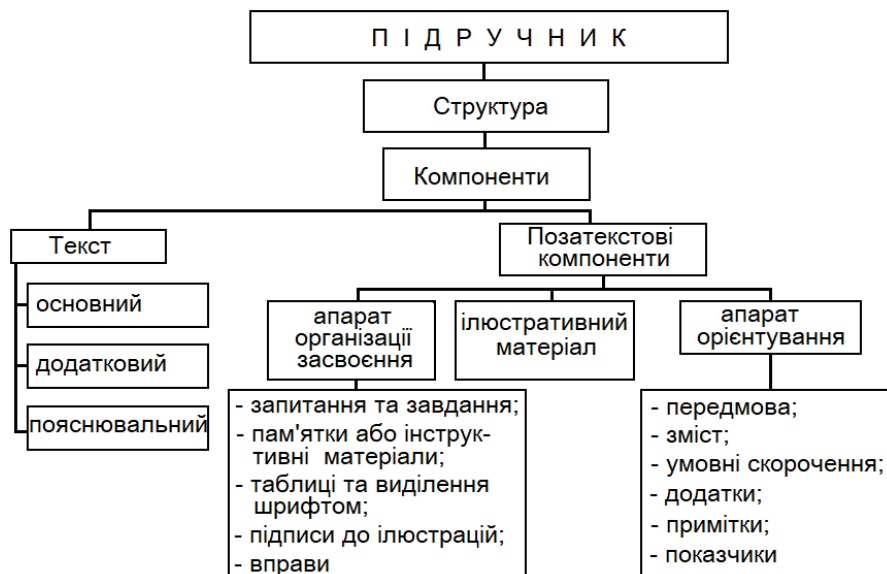 П І Д Р У Ч Н И К
Структура
Компоненти
Текст
основний
додатковий
пояснювальний
Позатекстові
компоненти
апарат
організації
засвоєння
- запитання та завдання;
- пам'ятки або інструк-
тивні матеріали;
- таблиці та виділення
шрифтом;
- підписи до ілюстрацій;
- вправи
ілюстративний
матеріал
апарат
орієнтування
- передмова;
- зміст;
- умовні скорочення;
- додатки;
- примітки;
- показчики